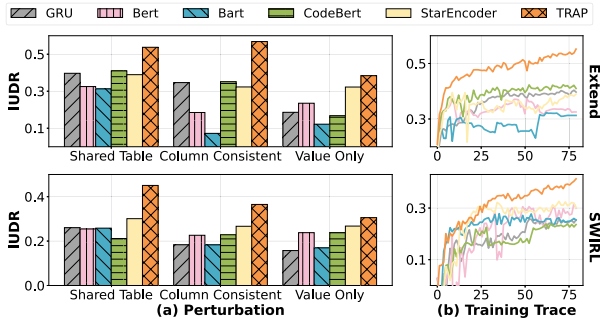 GRU Bert Bart CodeBert StarEncoder TRAP
IUDR
0.5
0.3
0.1
Shared Table Column Consistent Value Only
0.5
0.3
0 25 50 75
Extend
IUDR
0.4
0.2
0.0
Shared Table Column Consistent Value Only
(a) Perturbation
0.3
0.1
0 25 50 75
(b) Training Trace
SWIRL